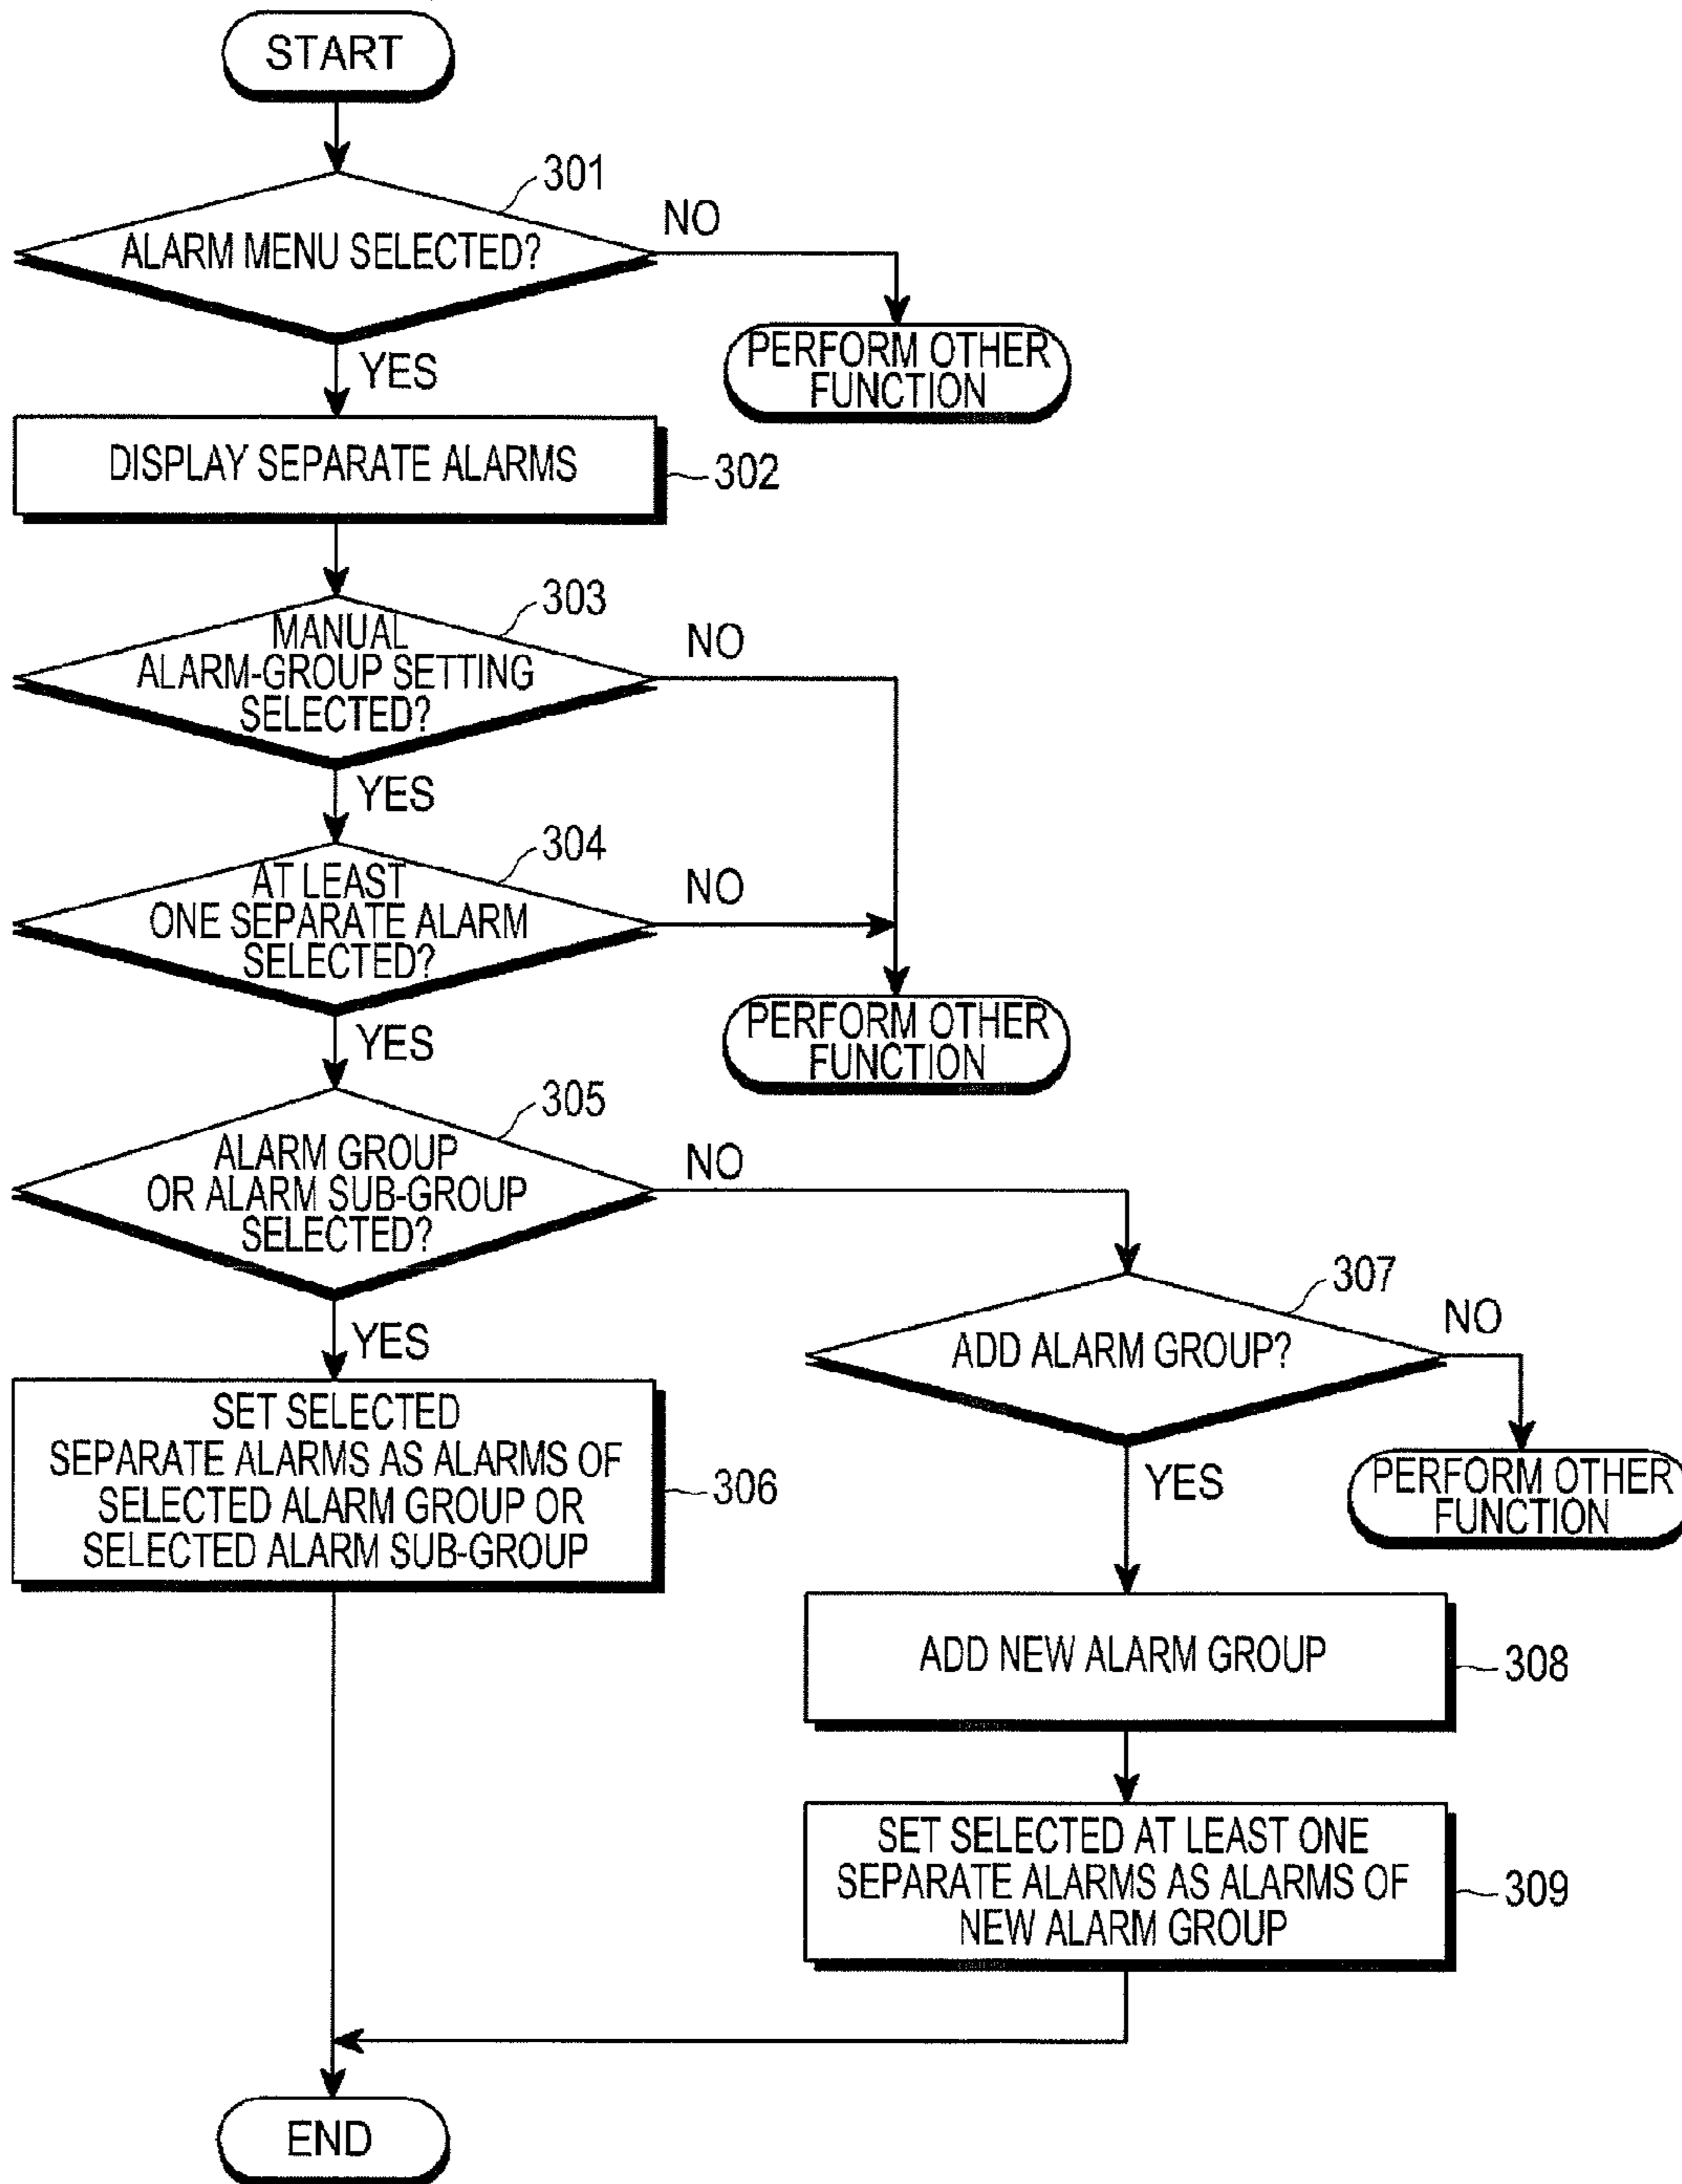 START
301
ALARM MENU SELECTED?
NO
PERFORM OTHER
FUNCTION
YES
DISPLAY SEPARATE ALARMS
302
303
MANUAL
ALARM-GROUP SETTING
SELECTED?
NO
YES
304
AT LEAST
ONE SEPARATE ALARM
SELECTED?
NO
PERFORM OTHER
FUNCTION
YES
305
ALARM GROUP
OR ALARM SUB-GROUP
SELECTED?
NO
YES
307
ADD ALARM GROUP?
NO
PERFORM OTHER
FUNCTION
YES
SET SELECTED
SEPARATE ALARMS AS ALARMS OF
SELECTED ALARM GROUP OR
SELECTED ALARM SUB-GROUP
306
ADD NEW ALARM GROUP
308
SET SELECTED AT LEAST ONE
SEPARATE ALARMS AS ALARMS OF
NEW ALARM GROUP
309
END